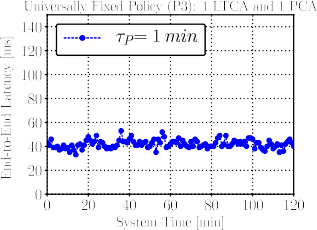 Universally Fixed Policy (P3): 1 LTCA and 1 PCA
τ_P= 1 min
End-to-End Latency [ms]
140
120
100
80
60
40
20
0
0 20 40 60 80 100 120
System Time [min]